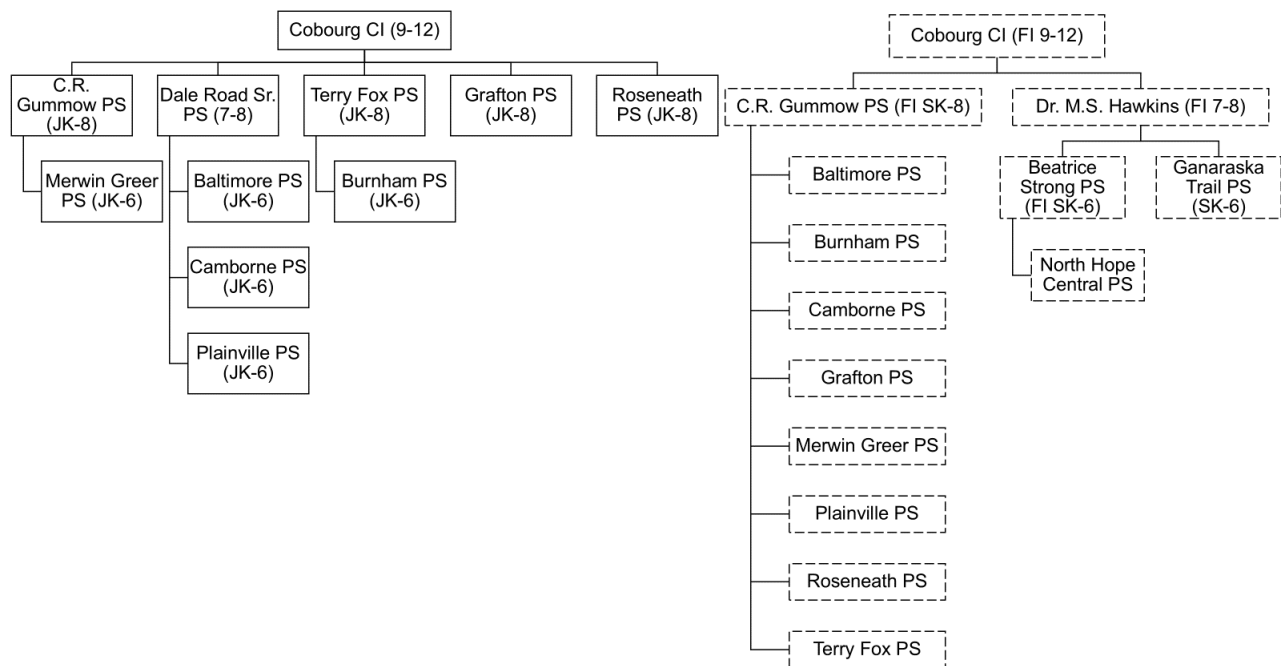 Cobourg CI (9-12)
C.R.
Gummow PS
(JK-8)
Dale Road Sr.
PS (7-8)
Terry Fox PS
(JK-8)
Grafton PS
(JK-8)
Roseneath
PS (JK-8)
Merwin Greer
PS (JK-6)
Baltimore PS
(JK-6)
Burnham PS
(JK-6)
Camborne PS
(JK-6)
Plainville PS
(JK-6)
Cobourg CI (FI 9-12)
C.R. Gummow PS (FI SK-8)
Dr. M.S. Hawkins (FI 7-8)
Baltimore PS
Burnham PS
Camborne PS
Grafton PS
Merwin Greer PS
Plainville PS
Roseneath PS
Terry Fox PS
Beatrice
Strong PS
(FI SK-6)
Ganaraska
Trail PS
(SK-6)
North Hope
Central PS